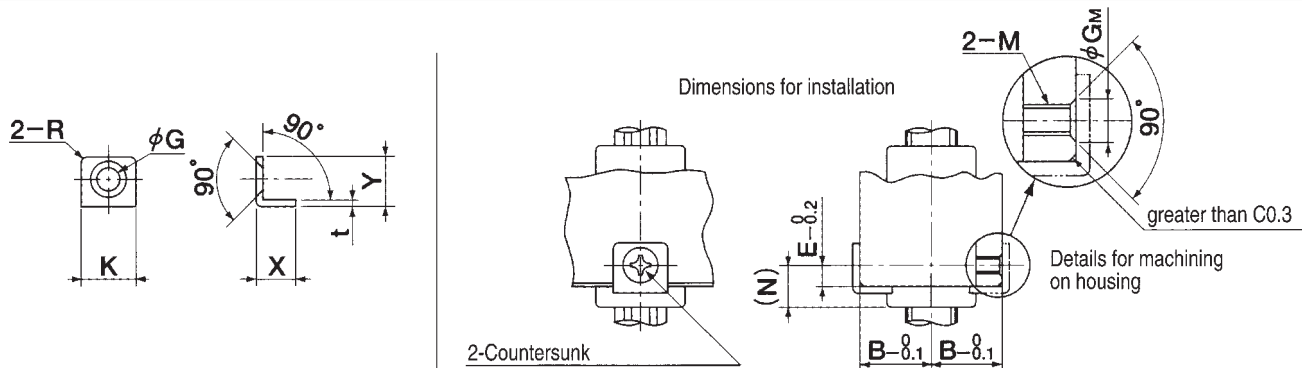 2-R
φG
90°
90°
Y
t
K
X
Dimensions for installation
2-M
φGM
90°
greater than C0.3
Details for machining
on housing
E-0 0.2
(N)
B-0 0.1
B-0 0.1
2-Countersunk